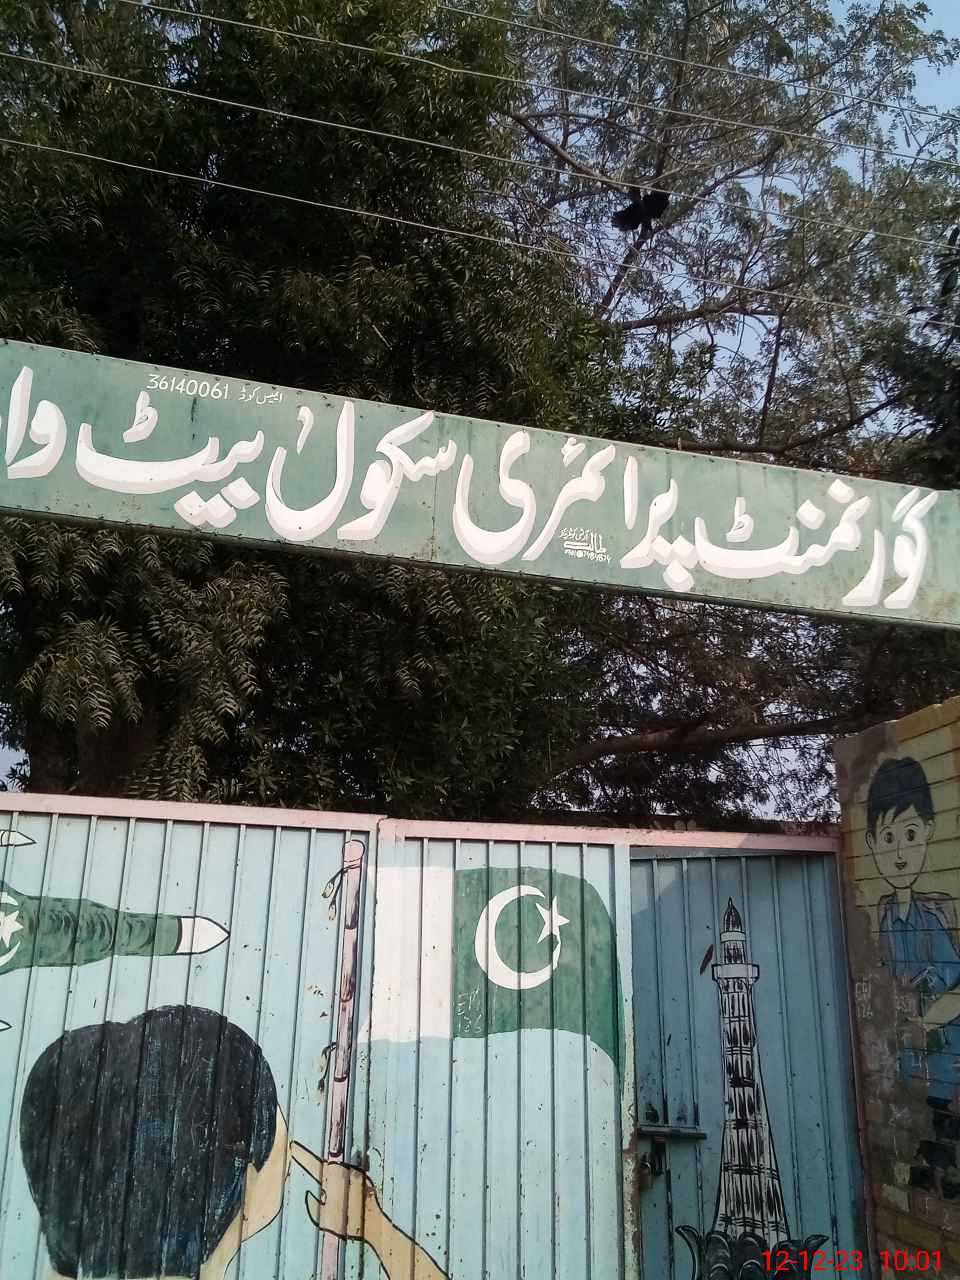 ایمس کوڈ 36140061
گورنمنٹ پرائمری سکول بیٹ وا
12-12-23 10:01